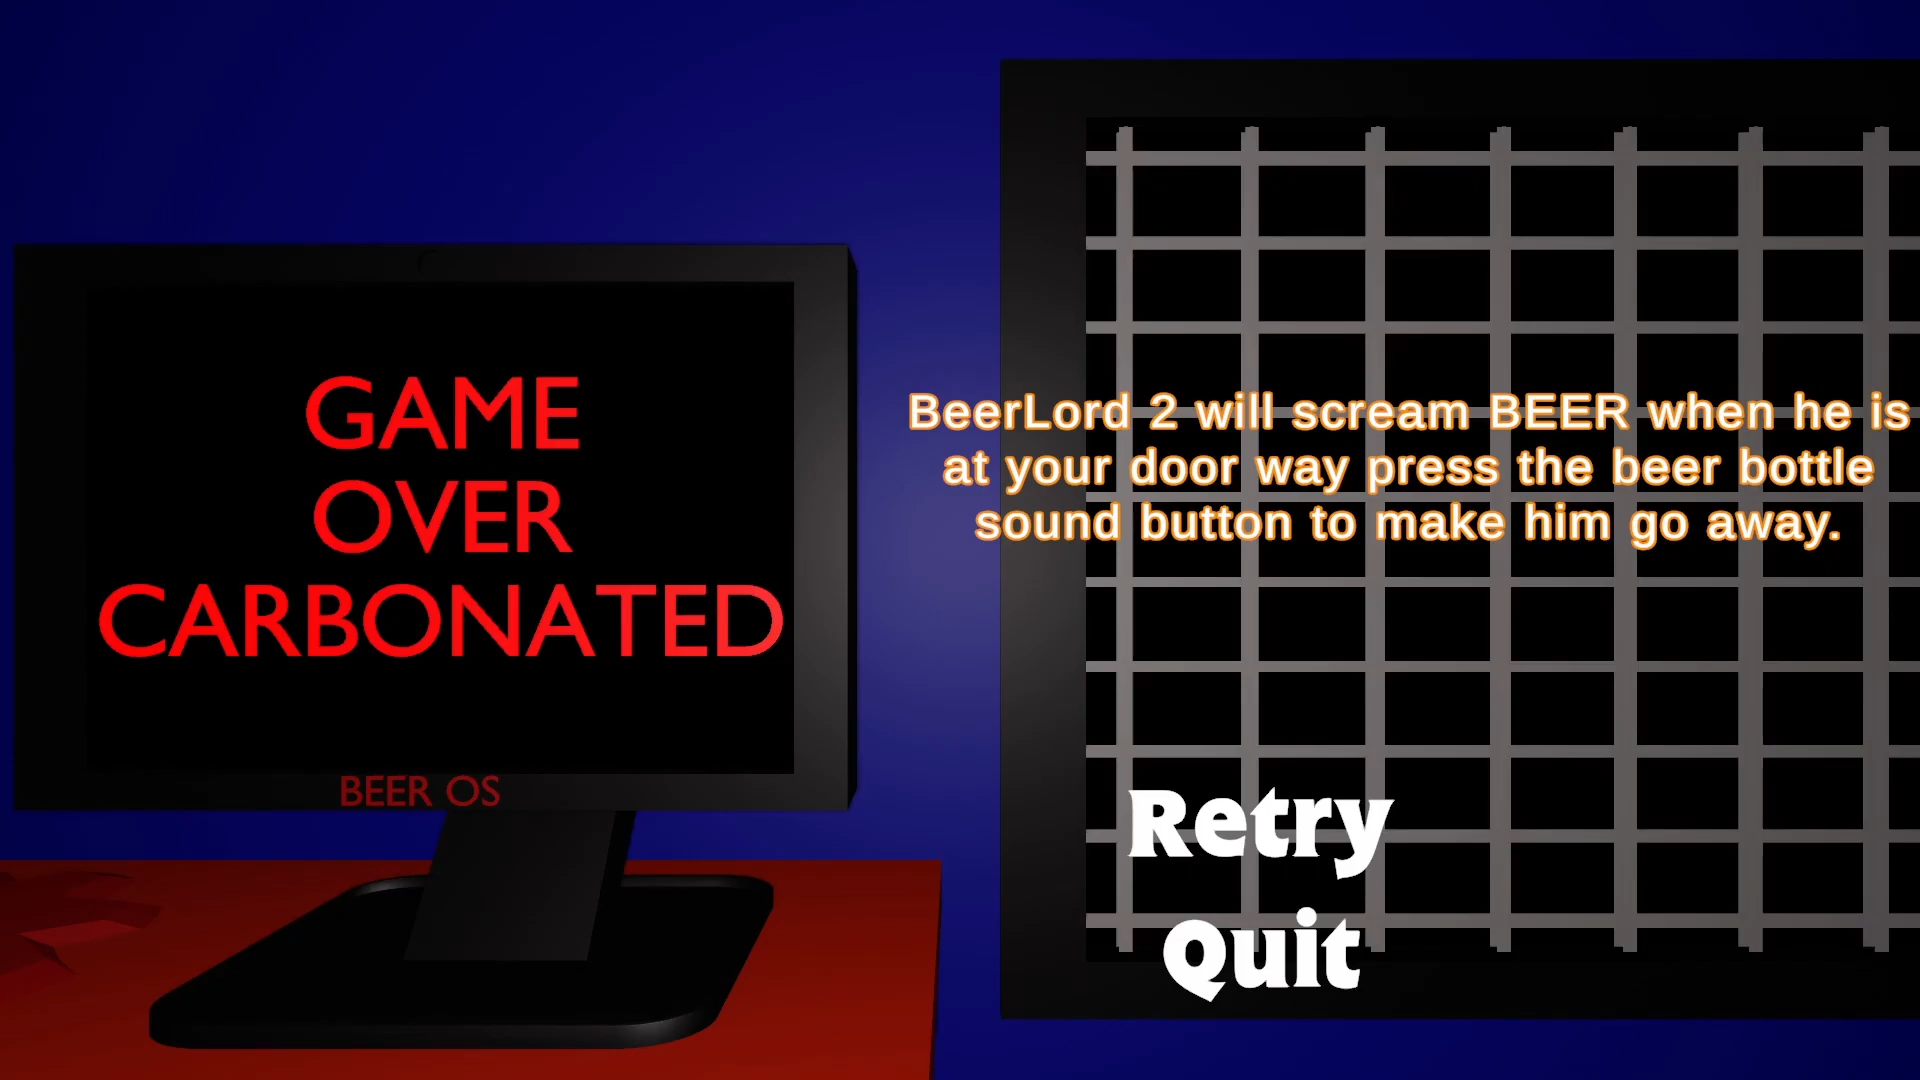 GAME
OVER
CARBONATED
BEER OS
BeerLord 2 will scream BEER when he is
at your door way press the beer bottle
sound button to make him go away.
Retry
Quit